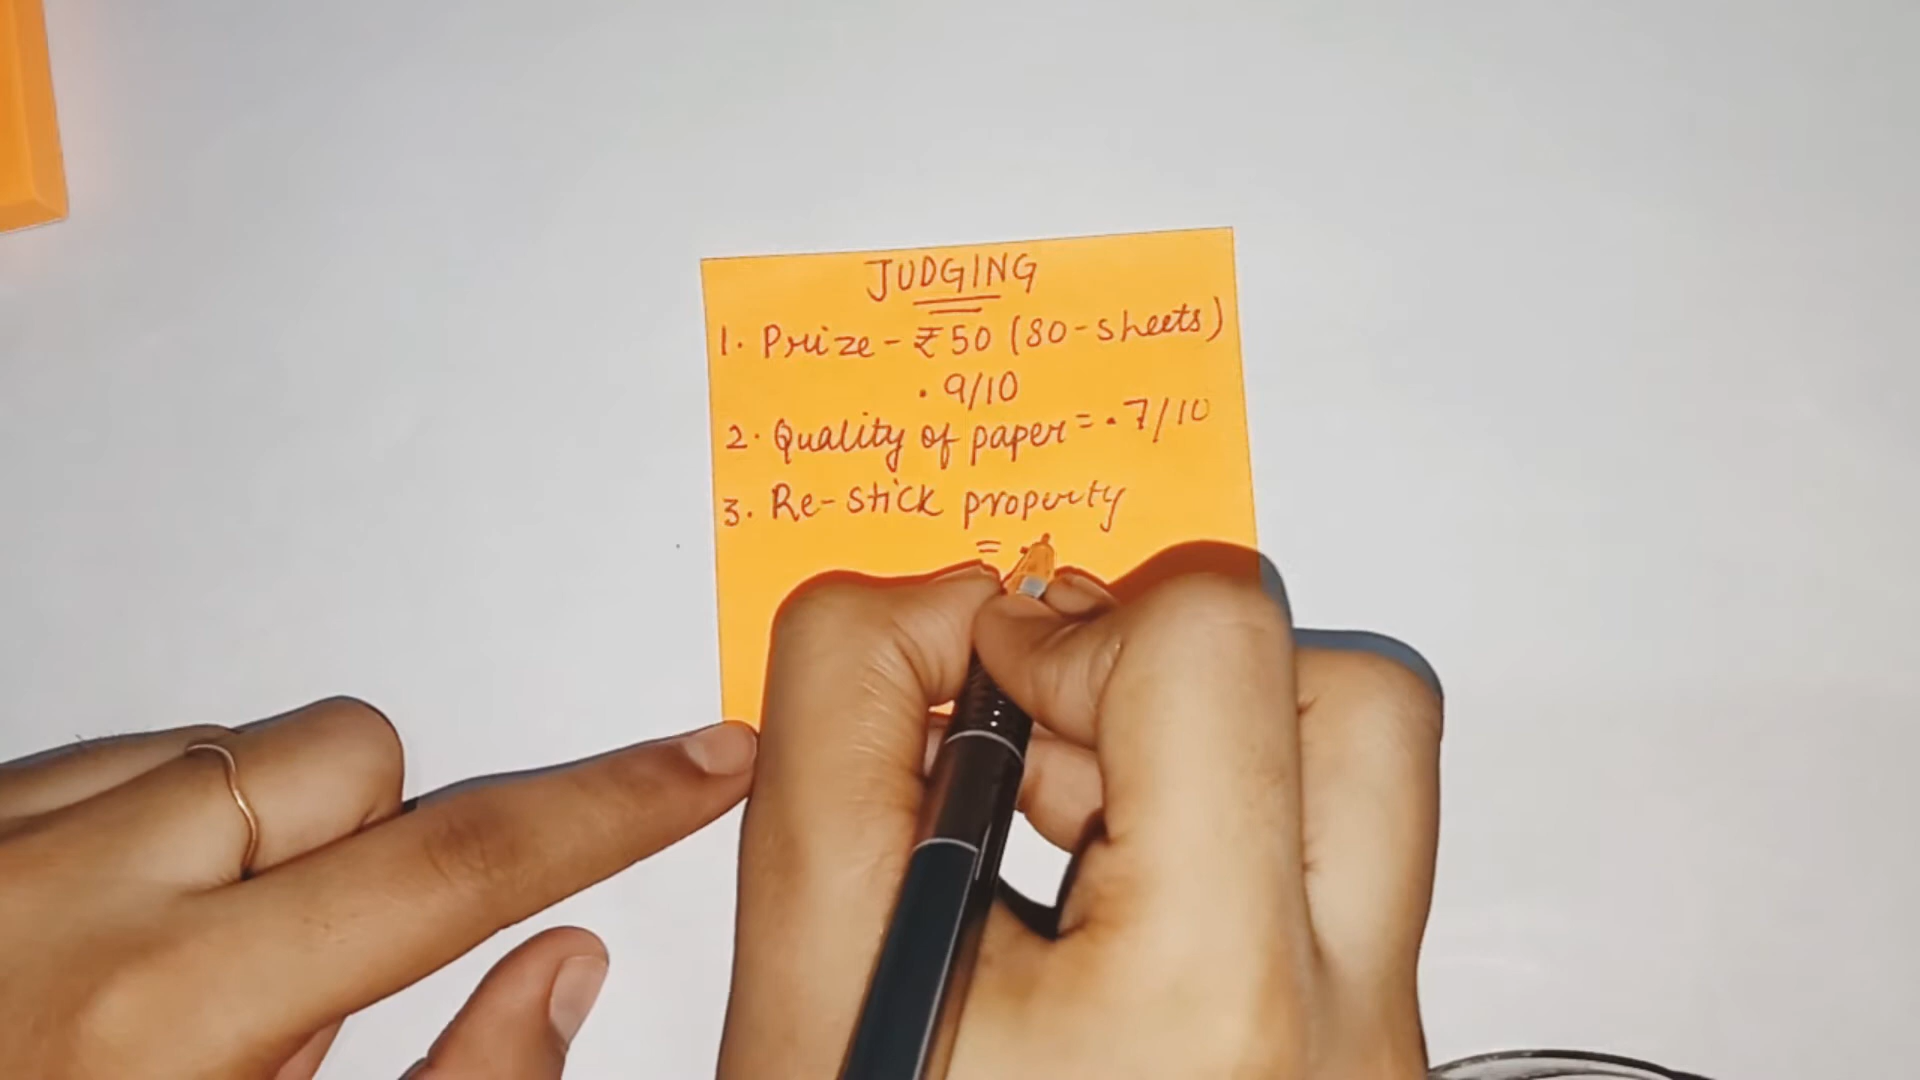 JUDGING
1. Prize - ₹50 (80-sheets)
. 9/10
2. Quality of paper = . 7/10
3. Re-stick property
= .